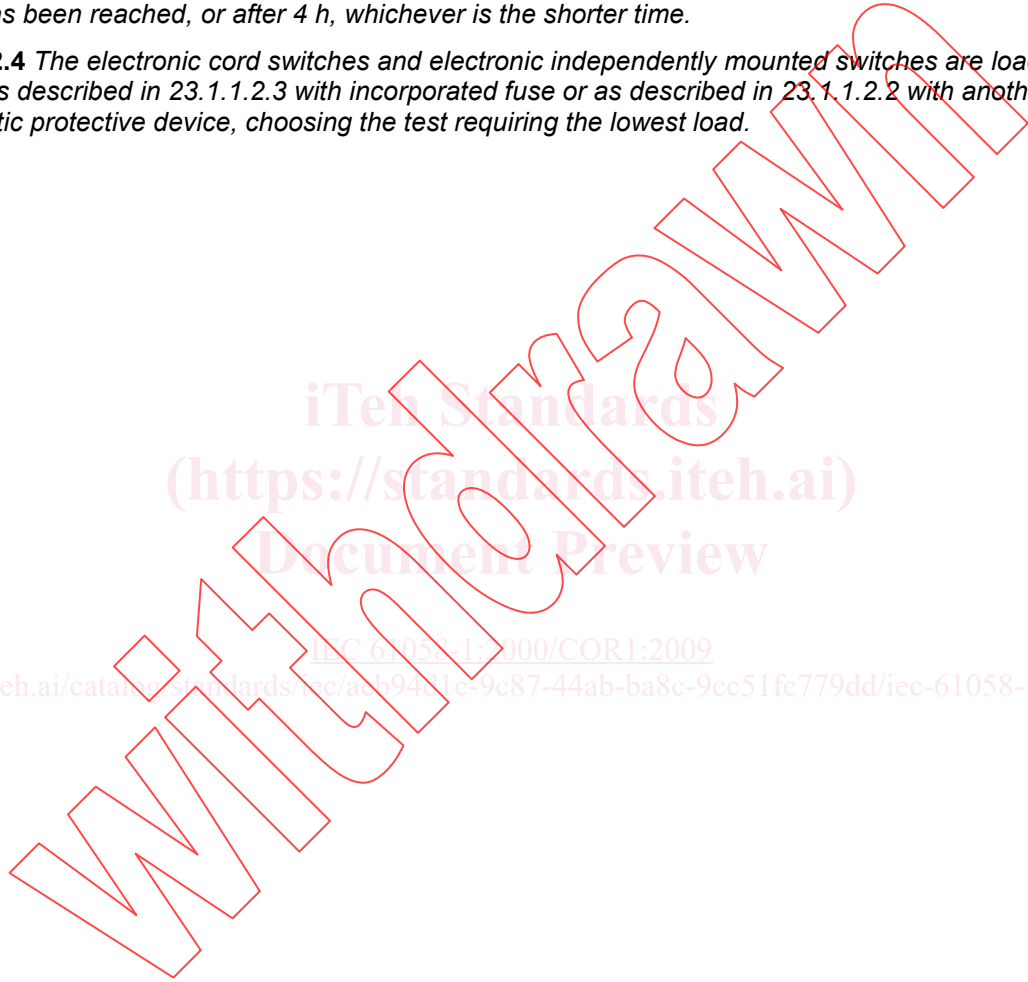 as been reached, or after 4 h, whichever is the shorter time.
2.4 The electronic cord switches and electronic independently mounted switches are loa
s described in 23.1.1.2.3 with incorporated fuse or as described in 23.1.1.2.2 with anoth
tic protective device, choosing the test requiring the lowest load.
iTeh Standards
(https://standards.iteh.ai)
Document Preview
IEC 61058-1:2000/COR1:2009
eh.ai/catalog/standards/iec/aeb94d1c-9c87-44ab-ba8c-9cc51fc779dd/iec-61058-
withdrawn